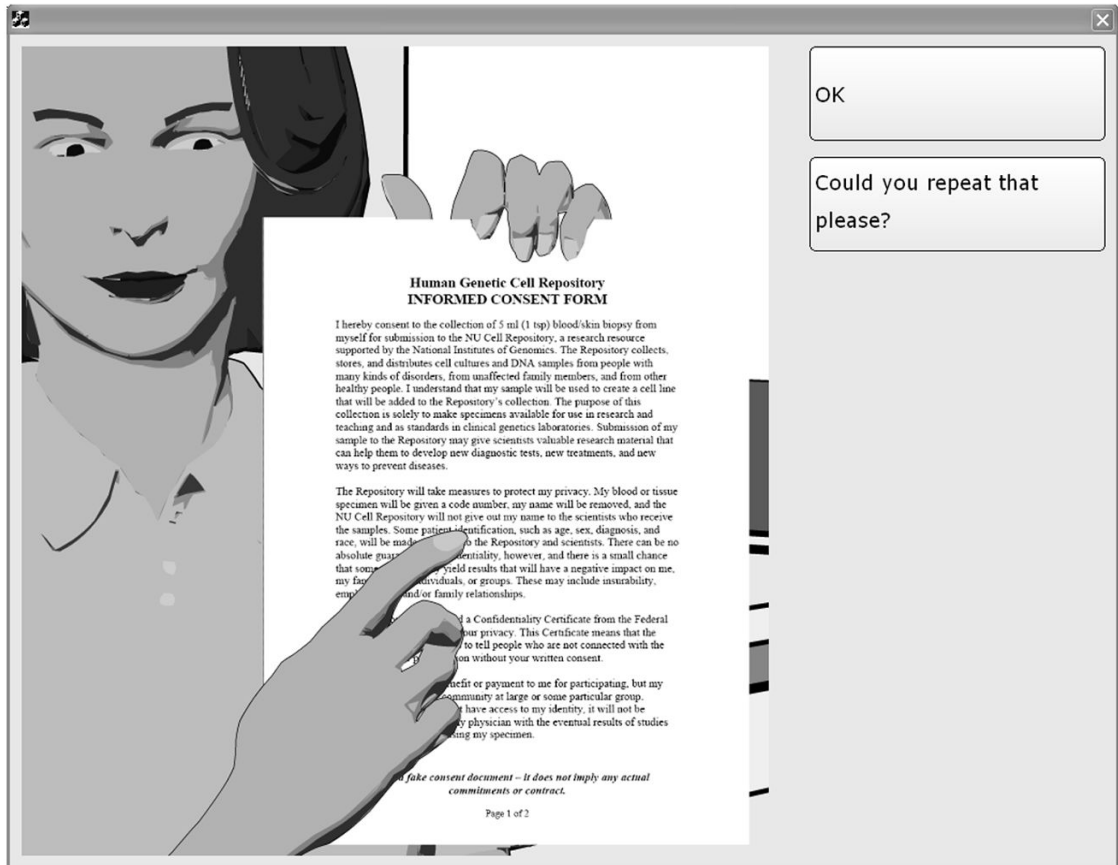 OK
Could you repeat that
please?
Human Genetic Cell Repository
INFORMED CONSENT FORM
I hereby consent to the collection of 5 ml (1 tsp) blood/skin biopsy from
myself for submission to the NU Cell Repository, a research resource
supported by the National Institutes of Genomics. The Repository collects,
stores, and distributes cell cultures and DNA samples from people with
many kinds of disorders, from unaffected family members, and from other
healthy people. I understand that my sample will be used to create a cell line
that will be added to the Repository's collection. The purpose of this
collection is solely to make specimens available for use in research and
teaching and as standards in clinical genetics laboratories. Submission of my
sample to the Repository may give scientists valuable research material that
can help them to develop new diagnostic tests, new treatments, and new
ways to prevent diseases.
The Repository will take measures to protect my privacy. My blood or tissue
specimen will be given a code number, my name will be removed, and the
NU Cell Repository will not give out my name to the scientists who receive
the samples. Some patient identification, such as age, sex, diagnosis, and
race, will be made the Repository and scientists. There can be no
absolute however, and there is a small chance
that yield results that will have a negative impact on me,
my or groups. These may include insurability,
and/or family relationships.
a Confidentiality Certificate from the Federal
our privacy. This Certificate means that the
to tell people who are not connected with the
without your written consent.
or payment to me for participating, but my
community at large or some particular group.
have access to my identity, it will not be
physician with the eventual results of studies
using my specimen.
fake consent document – it does not imply any actual
commitments or contract.
Page 1 of 2